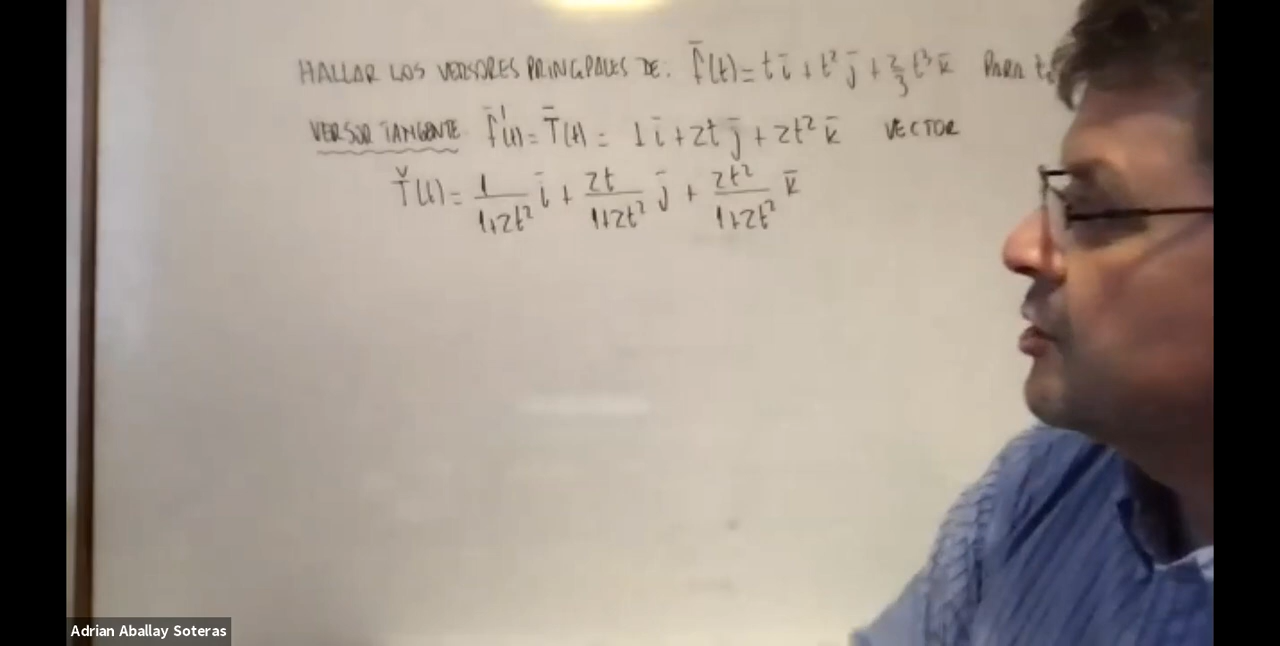 HALLAR LOS VERSORES PRINCIPALES DE: f̄(t) = t ī + t² j̄ + 2/3 t³ k̄ PARA
VERSOR TANGENTE f̄'(t) = T̄(t) = 1 ī + 2t j̄ + 2t² k̄ VECTOR
Ť(t) = 1/(1+2t²) ī + 2t/(1+2t²) j̄ + 2t²/(1+2t²) k̄
Adrian Aballay Soteras